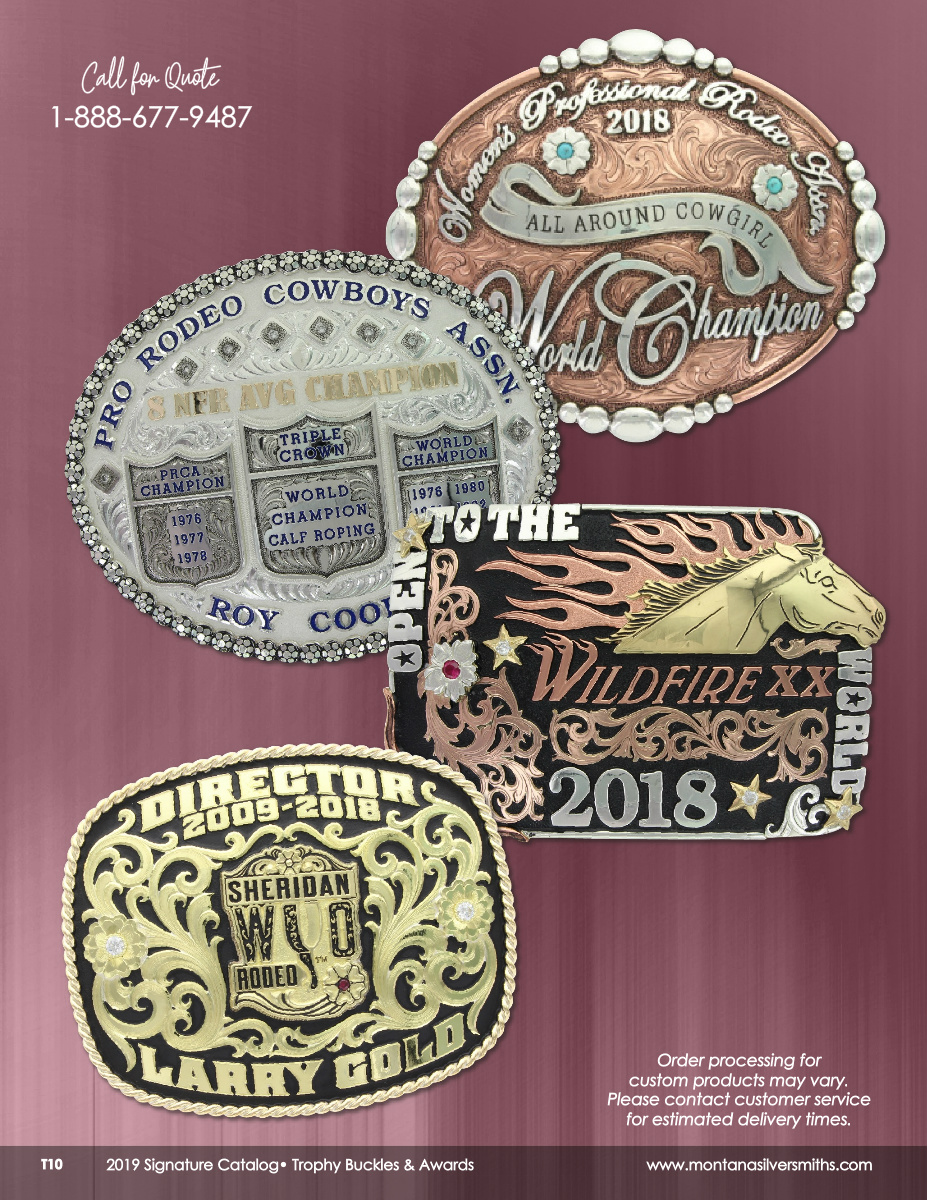 Call for Quote
1-888-677-9487
Women's Professional Rodeo Assn.
2018
ALL AROUND COWGIRL
World Champion
PRO RODEO COWBOYS ASSN.
8 NFR AVG CHAMPION
PRCA
CHAMPION
1976
1977
1978
TRIPLE
CROWN
WORLD
CHAMPION
CALF ROPING
WORLD
CHAMPION
1976 1980
ROY
OPEN TO THE WORLD
WILDFIRE XX
2018
DIRECTOR
2009-2018
SHERIDAN
WYO
RODEO
TM
LARRY GOLD
Order processing for
custom products may vary.
Please contact customer service
for estimated delivery times.
T10
2019 Signature Catalog• Trophy Buckles & Awards
www.montanasilversmiths.com